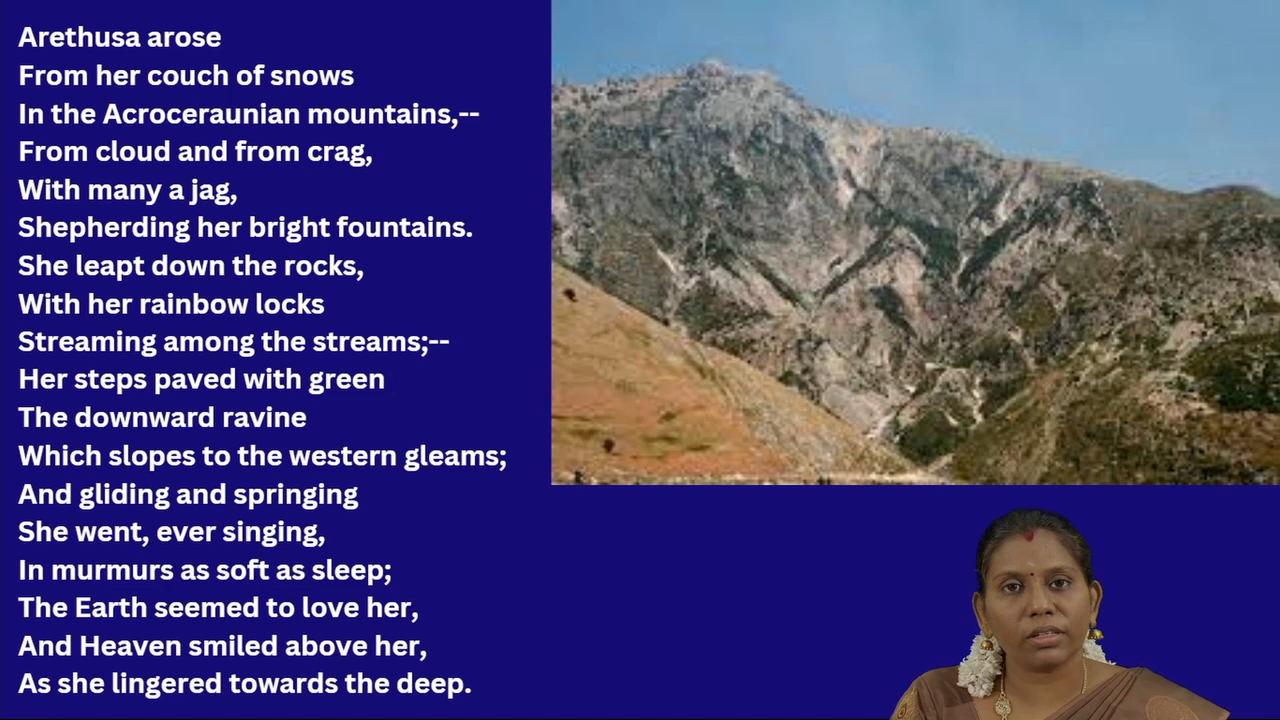 Arethusa arose
From her couch of snows
In the Acroceraunian mountains,--
From cloud and from crag,
With many a jag,
Shepherding her bright fountains.
She leapt down the rocks,
With her rainbow locks
Streaming among the streams;--
Her steps paved with green
The downward ravine
Which slopes to the western gleams;
And gliding and springing
She went, ever singing,
In murmurs as soft as sleep;
The Earth seemed to love her,
And Heaven smiled above her,
As she lingered towards the deep.